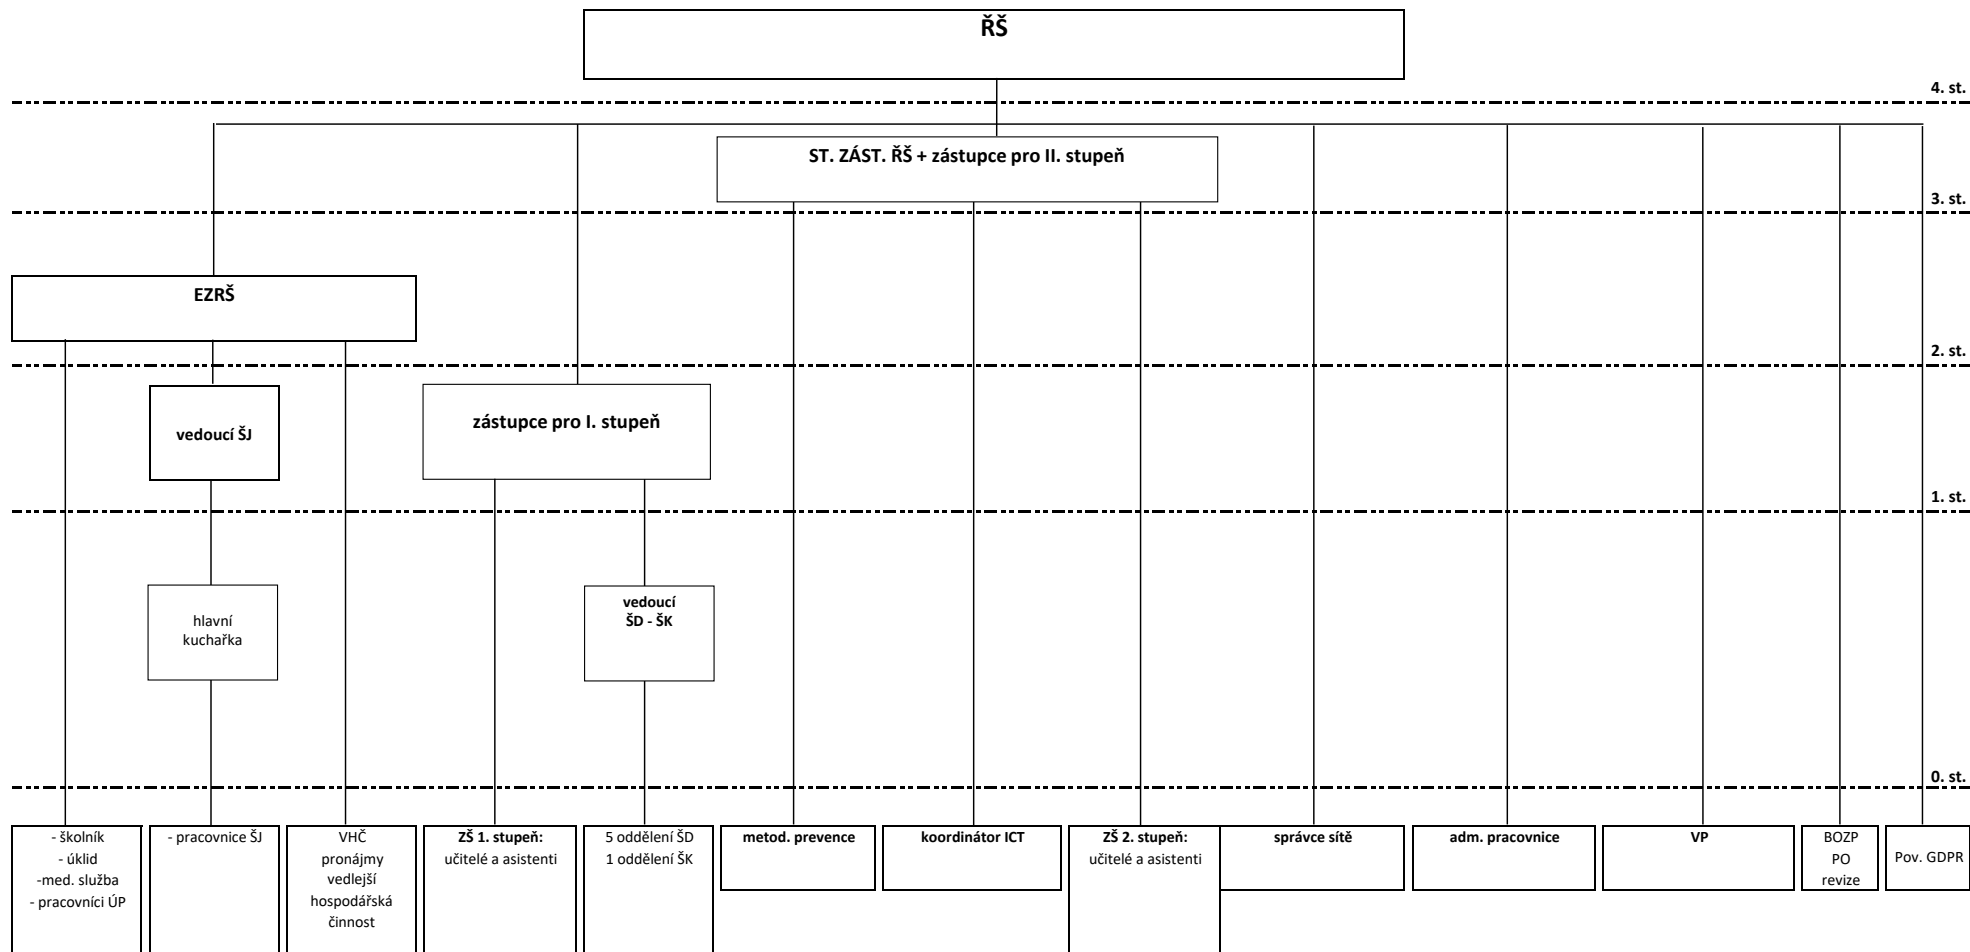 ŘŠ
4. st.
ST. ZÁST. ŘŠ + zástupce pro II. stupeň
3. st.
EZRŠ
2. st.
vedoucí ŠJ
zástupce pro I. stupeň
1. st.
hlavní
kuchařka
vedoucí
ŠD - ŠK
0. st.
- školník
- úklid
-med. služba
- pracovníci ÚP
- pracovnice ŠJ
VHČ
pronájmy
vedlejší
hospodářská
činnost
ZŠ 1. stupeň:
učitelé a asistenti
5 oddělení ŠD
1 oddělení ŠK
metod. prevence
koordinátor ICT
ZŠ 2. stupeň:
učitelé a asistenti
správce sítě
adm. pracovnice
VP
BOZP
PO
revize
Pov. GDPR